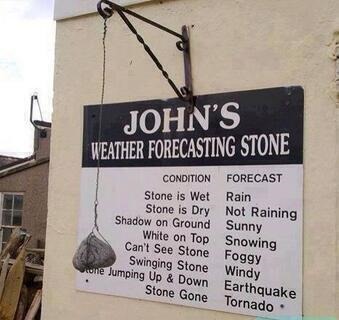 JOHN'S
WEATHER FORECASTING STONE
CONDITION FORECAST
Stone is Wet Rain
Stone is Dry Not Raining
Shadow on Ground Sunny
White on Top Snowing
Can't See Stone Foggy
Swinging Stone Windy
Stone Jumping Up & Down Earthquake
Stone Gone Tornado